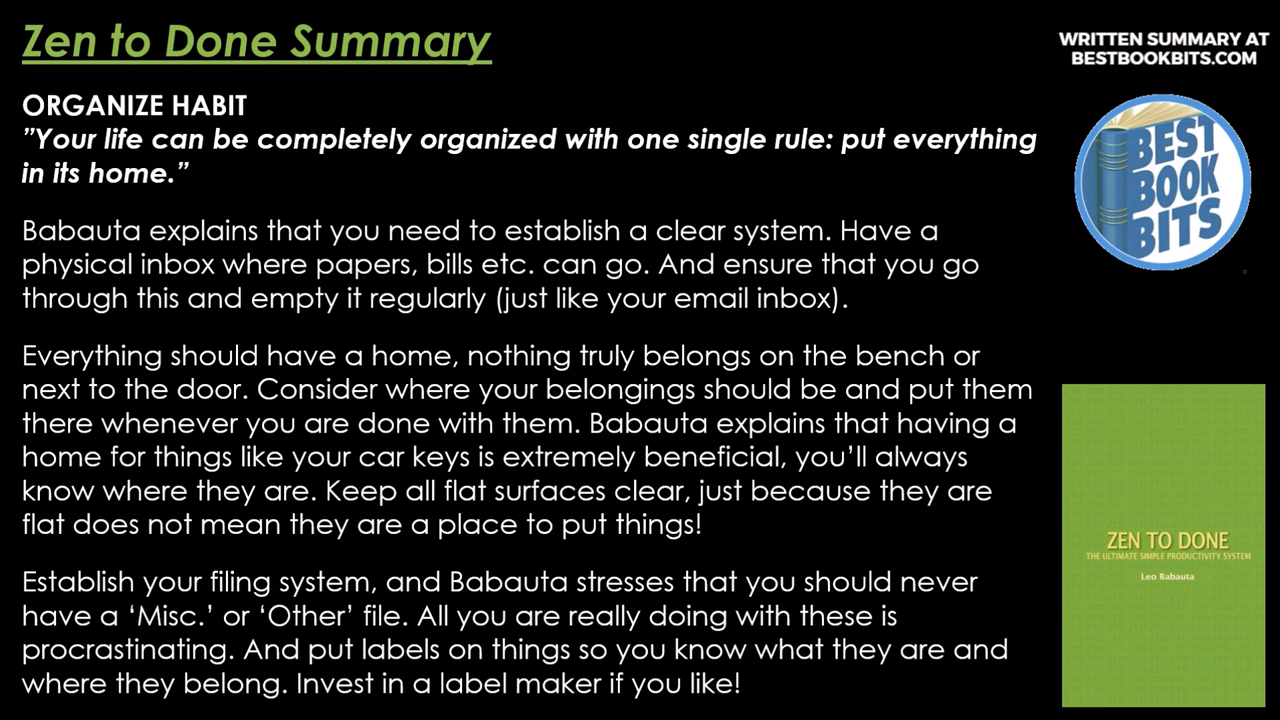 Zen to Done Summary
WRITTEN SUMMARY AT
BESTBOOKBITS.COM
ORGANIZE HABIT
”Your life can be completely organized with one single rule: put everything
in its home.”
Babauta explains that you need to establish a clear system. Have a
physical inbox where papers, bills etc. can go. And ensure that you go
through this and empty it regularly (just like your email inbox).
Everything should have a home, nothing truly belongs on the bench or
next to the door. Consider where your belongings should be and put them
there whenever you are done with them. Babauta explains that having a
home for things like your car keys is extremely beneficial, you’ll always
know where they are. Keep all flat surfaces clear, just because they are
flat does not mean they are a place to put things!
Establish your filing system, and Babauta stresses that you should never
have a ‘Misc.’ or ‘Other’ file. All you are really doing with these is
procrastinating. And put labels on things so you know what they are and
where they belong. Invest in a label maker if you like!
BEST
BOOK
BITS
ZEN TO DONE
THE ULTIMATE SIMPLE PRODUCTIVITY SYSTEM
Leo Babauta